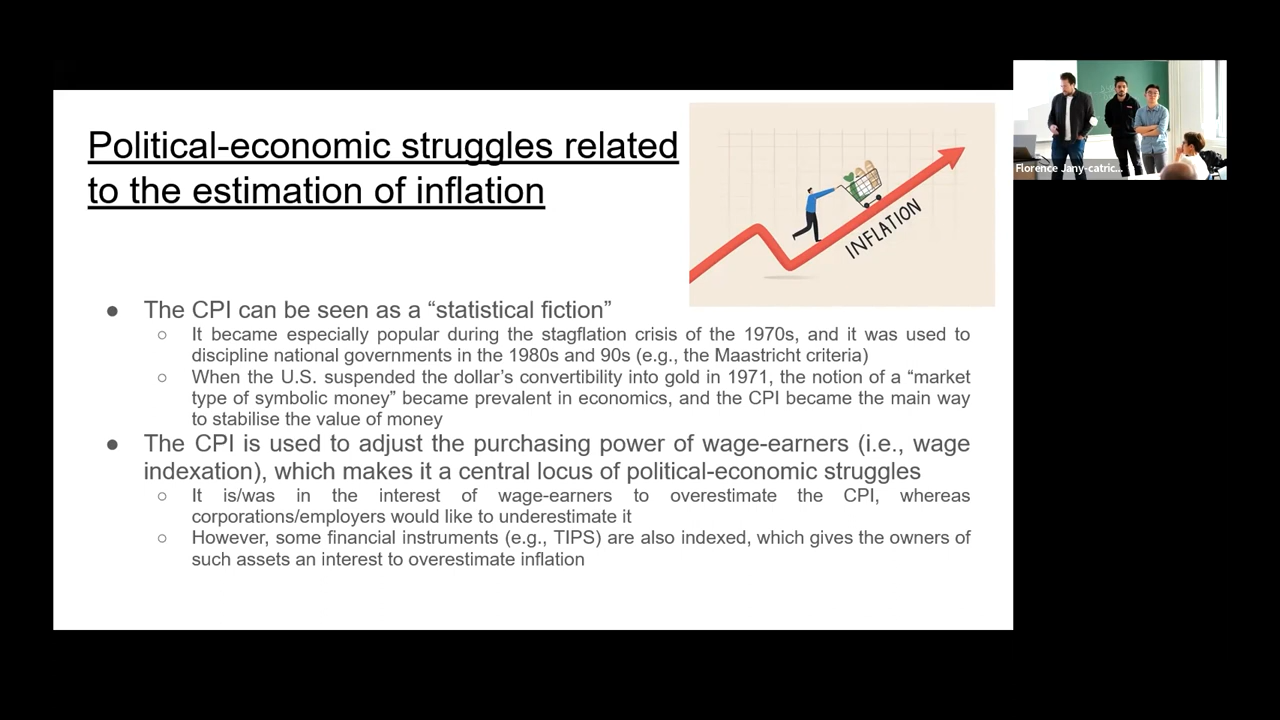 Political-economic struggles related
to the estimation of inflation
INFLATION
Florence Jany-catric...
● The CPI can be seen as a “statistical fiction”
○ It became especially popular during the stagflation crisis of the 1970s, and it was used to
discipline national governments in the 1980s and 90s (e.g., the Maastricht criteria)
○ When the U.S. suspended the dollar’s convertibility into gold in 1971, the notion of a “market
type of symbolic money” became prevalent in economics, and the CPI became the main way
to stabilise the value of money
● The CPI is used to adjust the purchasing power of wage-earners (i.e., wage
indexation), which makes it a central locus of political-economic struggles
○ It is/was in the interest of wage-earners to overestimate the CPI, whereas
corporations/employers would like to underestimate it
○ However, some financial instruments (e.g., TIPS) are also indexed, which gives the owners of
such assets an interest to overestimate inflation